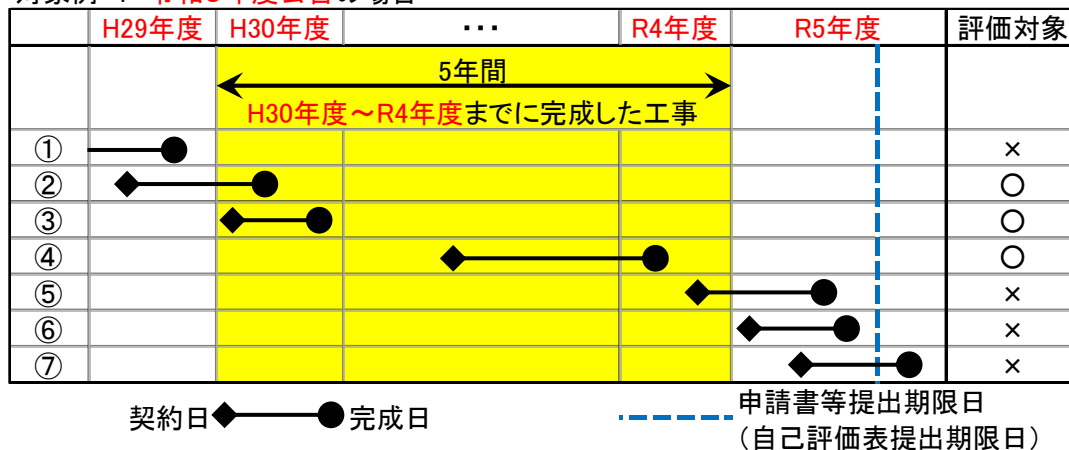 H29年度 H30年度 ･･･ R4年度 R5年度 評価対象
5年間
H30年度～R4年度までに完成した工事
① ×
② ○
③ ○
④ ○
⑤ ×
⑥ ×
⑦ ×
契約日 完成日
申請書等提出期限日
（自己評価表提出期限日）